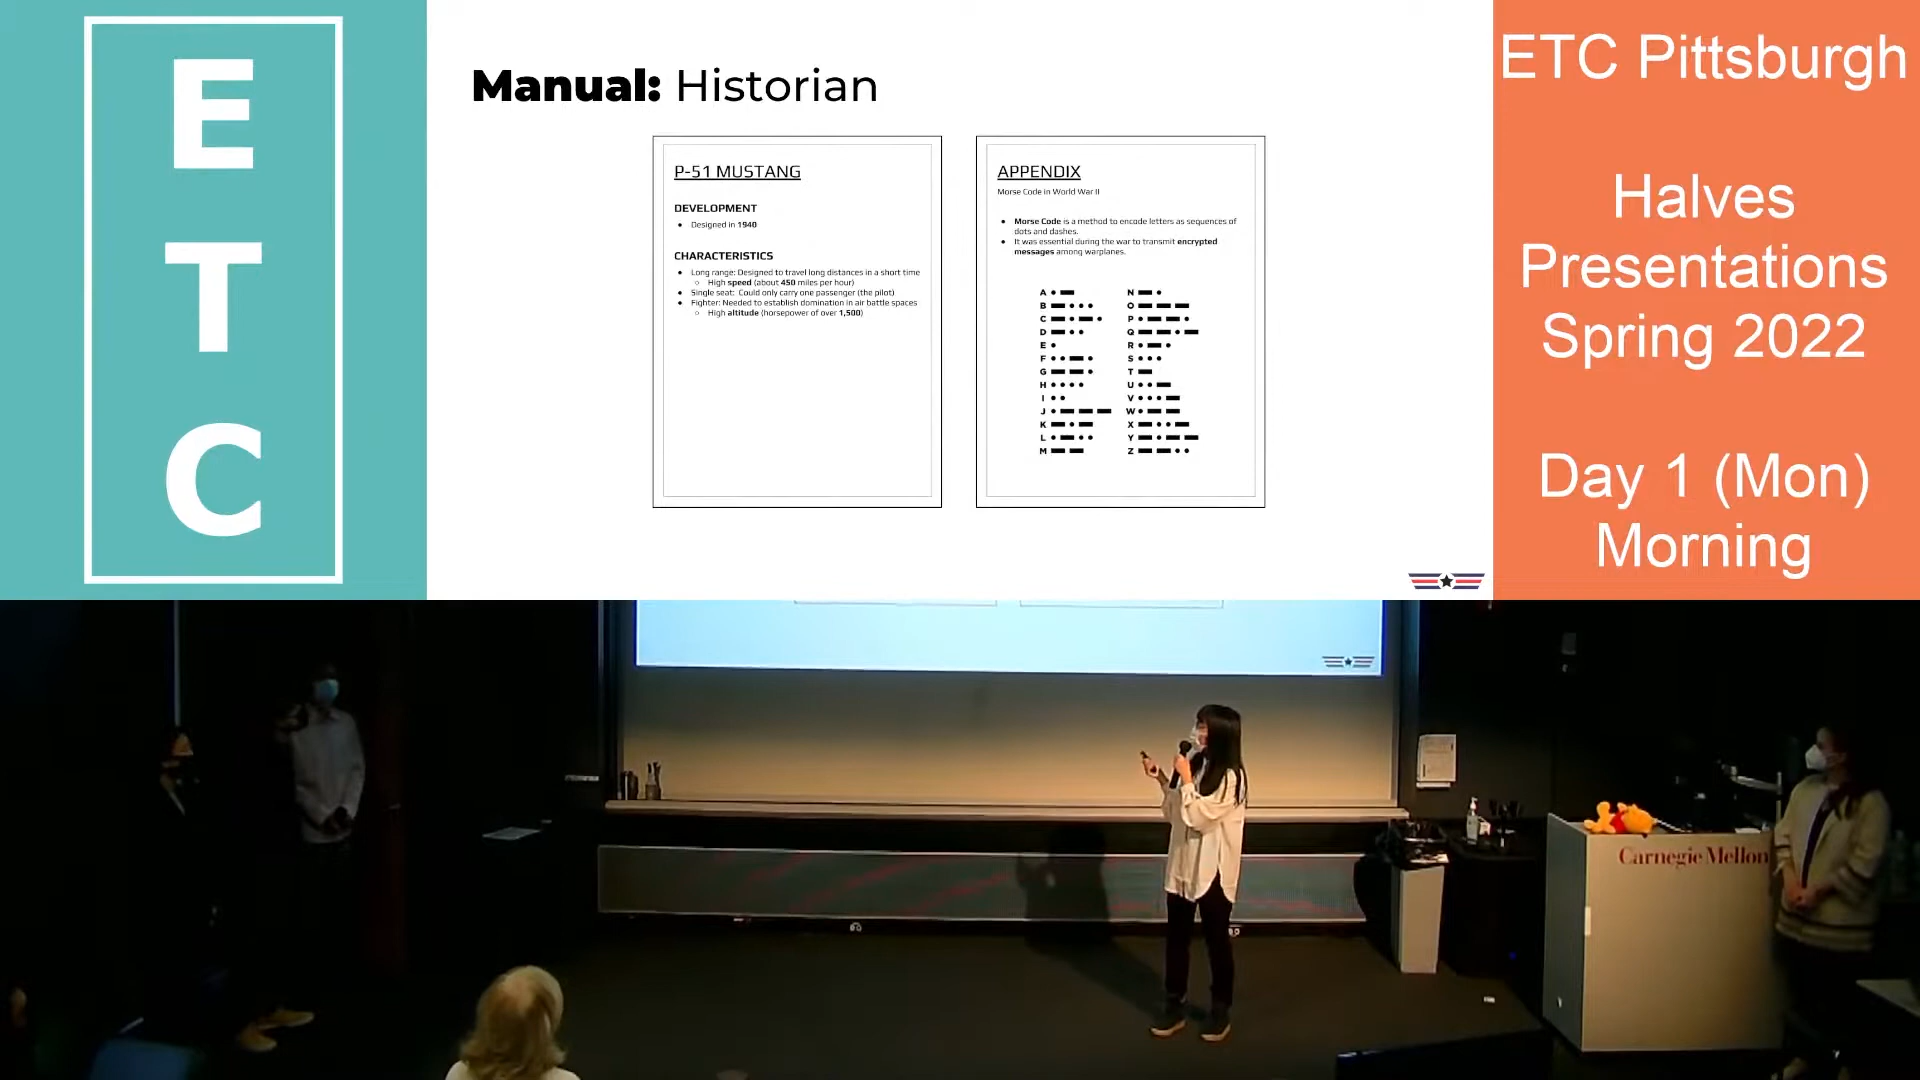 E
T
C
Manual: Historian
P-51 MUSTANG
DEVELOPMENT
• Designed in 1940
CHARACTERISTICS
• Long range: Designed to travel long distances in a short time
○ High speed (about 450 miles per hour)
• Single seat: Could only carry one passenger (the pilot)
• Fighter: Needed to establish domination in air battle spaces
○ High altitude (horsepower of over 1,500)
APPENDIX
Morse Code in World War II
• Morse Code is a method to encode letters as sequences of
dots and dashes.
• It was essential during the war to transmit encrypted
messages among warplanes.
A N
B O
C P
D Q
E R
F S
G T
H U
I V
J W
K X
L Y
M Z
ETC Pittsburgh
Halves
Presentations
Spring 2022
Day 1 (Mon)
Morning
Carnegie Mellon